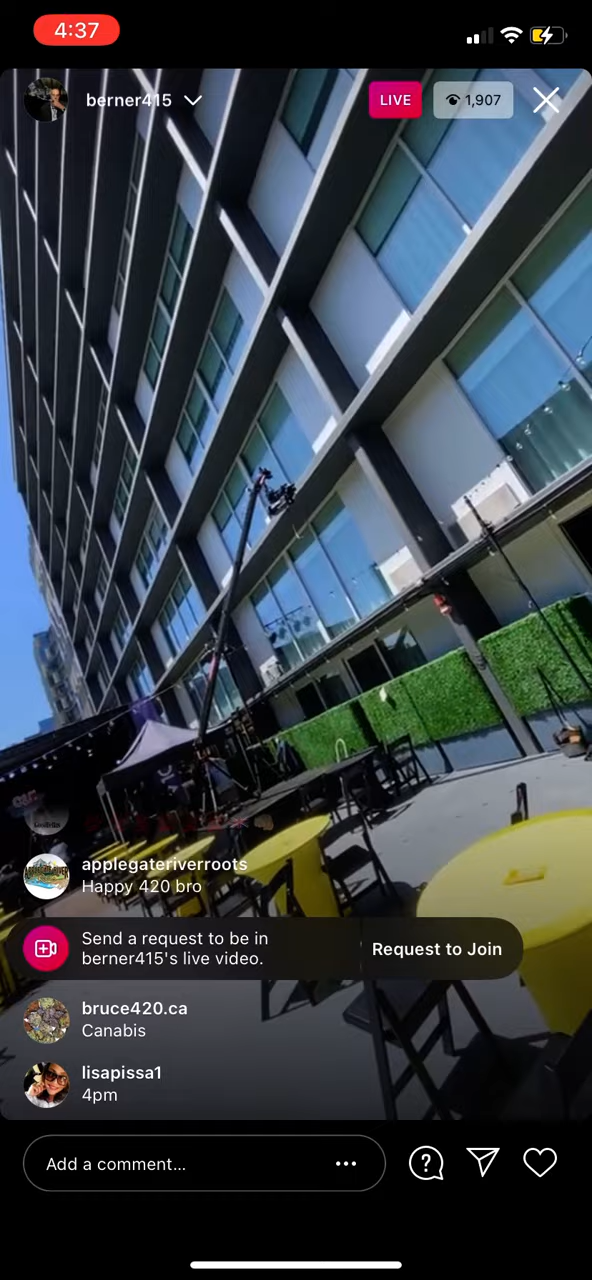 4:37
berner415
LIVE
1,907
applegateriverroots
Happy 420 bro
Send a request to be in
berner415's live video.
Request to Join
bruce420.ca
Canabis
lisapissa1
4pm
Add a comment...